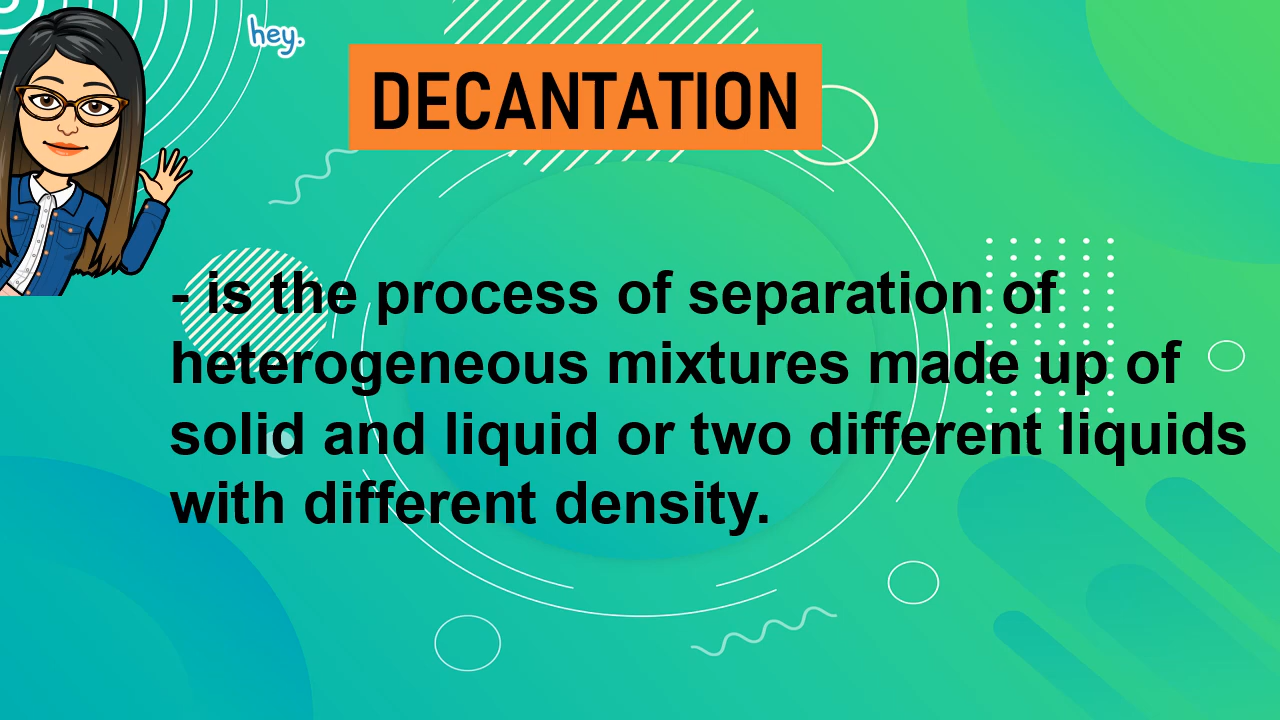 hey.
DECANTATION
- is the process of separation of
heterogeneous mixtures made up of
solid and liquid or two different liquids
with different density.